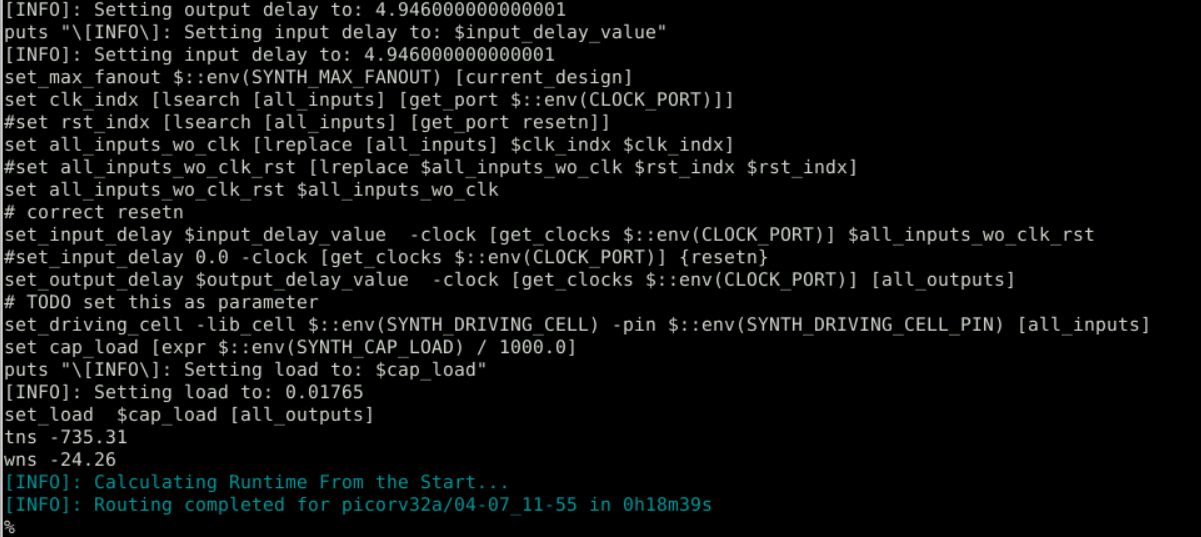 [INFO]: Setting output delay to: 4.946000000000001
puts "\[INFO\]: Setting input delay to: $input_delay_value"
[INFO]: Setting input delay to: 4.946000000000001
set_max_fanout $::env(SYNTH_MAX_FANOUT) [current_design]
set clk_indx [lsearch [all_inputs] [get_port $::env(CLOCK_PORT)]]
#set rst_indx [lsearch [all_inputs] [get_port resetn]]
set all_inputs_wo_clk [lreplace [all_inputs] $clk_indx $clk_indx]
#set all_inputs_wo_clk_rst [lreplace $all_inputs_wo_clk $rst_indx $rst_indx]
set all_inputs_wo_clk_rst $all_inputs_wo_clk
# correct resetn
set_input_delay $input_delay_value  -clock [get_clocks $::env(CLOCK_PORT)] $all_inputs_wo_clk_rst
#set_input_delay 0.0 -clock [get_clocks $::env(CLOCK_PORT)] {resetn}
set_output_delay $output_delay_value  -clock [get_clocks $::env(CLOCK_PORT)] [all_outputs]
# TODO set this as parameter
set_driving_cell -lib_cell $::env(SYNTH_DRIVING_CELL) -pin $::env(SYNTH_DRIVING_CELL_PIN) [all_inputs]
set cap_load [expr $::env(SYNTH_CAP_LOAD) / 1000.0]
puts "\[INFO\]: Setting load to: $cap_load"
[INFO]: Setting load to: 0.01765
set_load  $cap_load [all_outputs]
tns -735.31
wns -24.26
[INFO]: Calculating Runtime From the Start...
[INFO]: Routing completed for picorv32a/04-07_11-55 in 0h18m39s
%